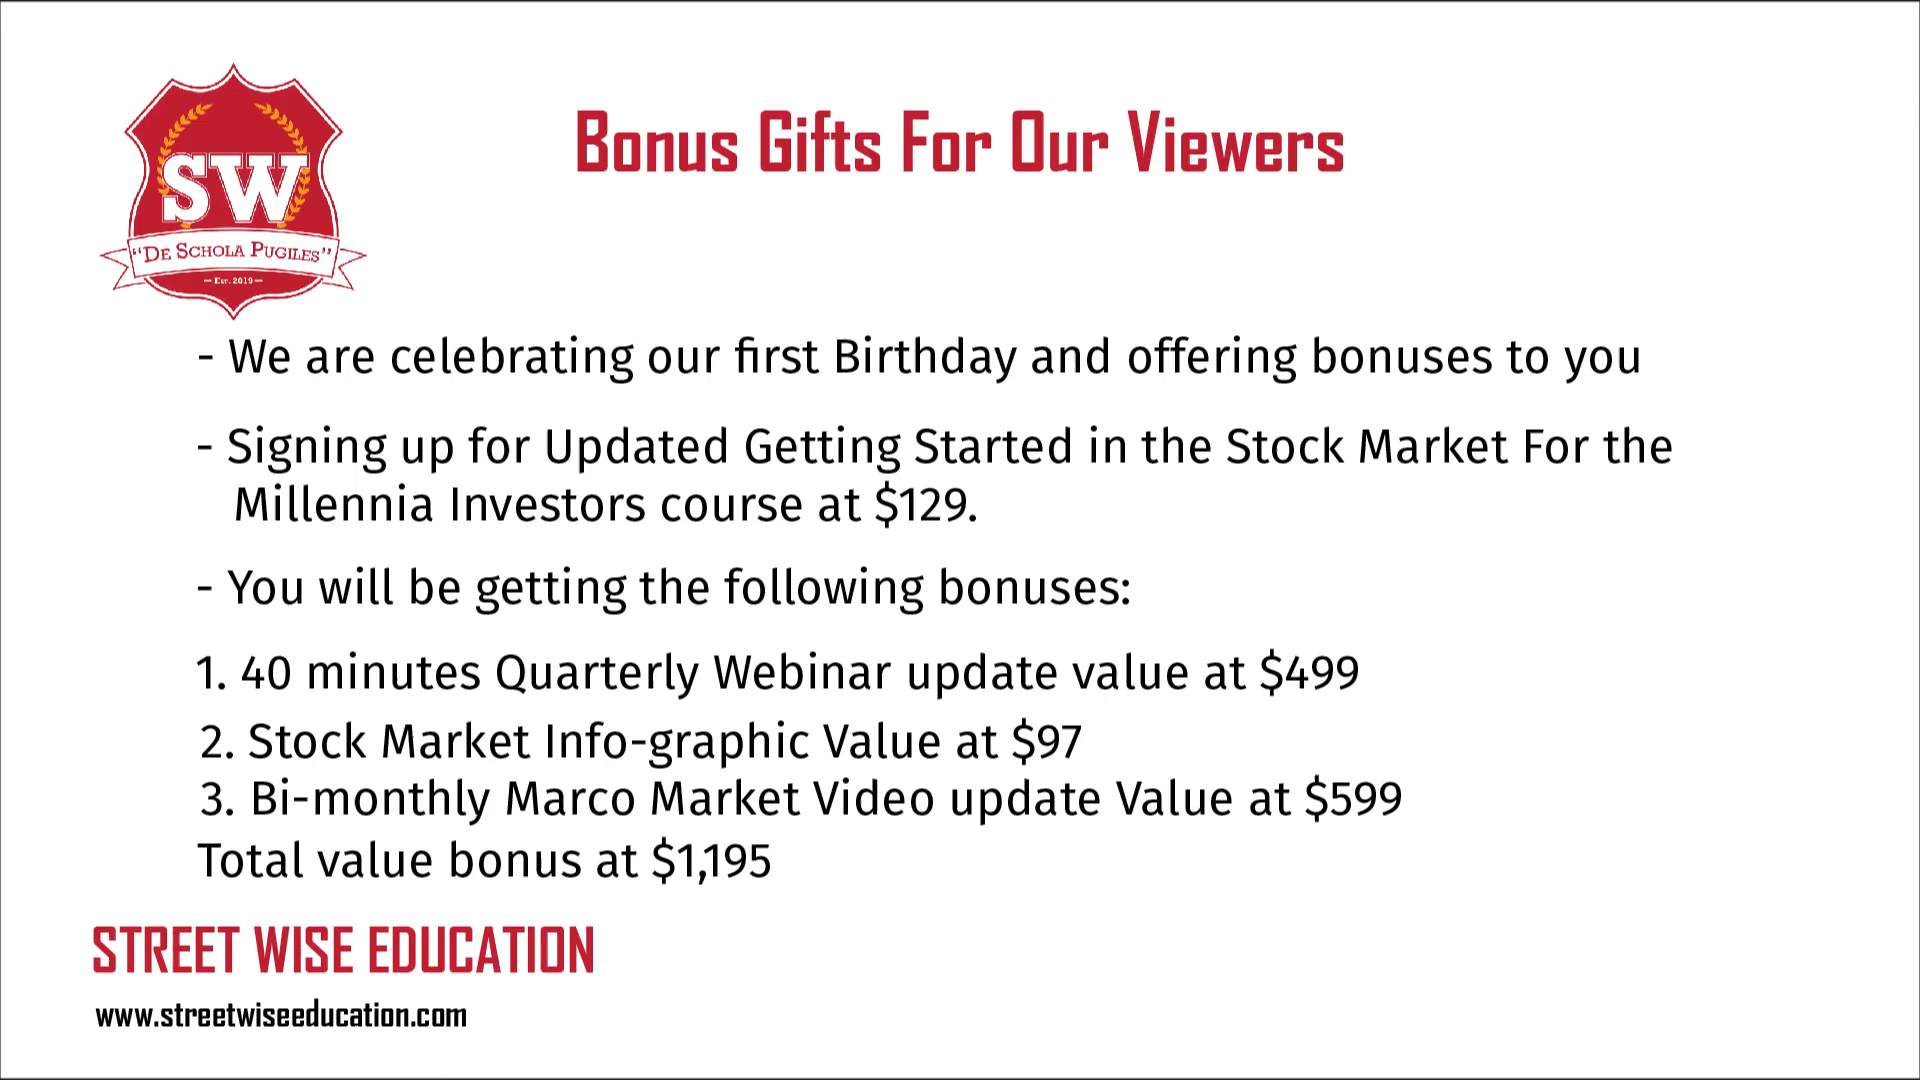 SW
“DE SCHOLA PUGILES”
— EST. 2019 —
Bonus Gifts For Our Viewers
- We are celebrating our first Birthday and offering bonuses to you
- Signing up for Updated Getting Started in the Stock Market For the
Millennia Investors course at $129.
- You will be getting the following bonuses:
1. 40 minutes Quarterly Webinar update value at $499
2. Stock Market Info-graphic Value at $97
3. Bi-monthly Marco Market Video update Value at $599
Total value bonus at $1,195
STREET WISE EDUCATION
www.streetwiseeducation.com